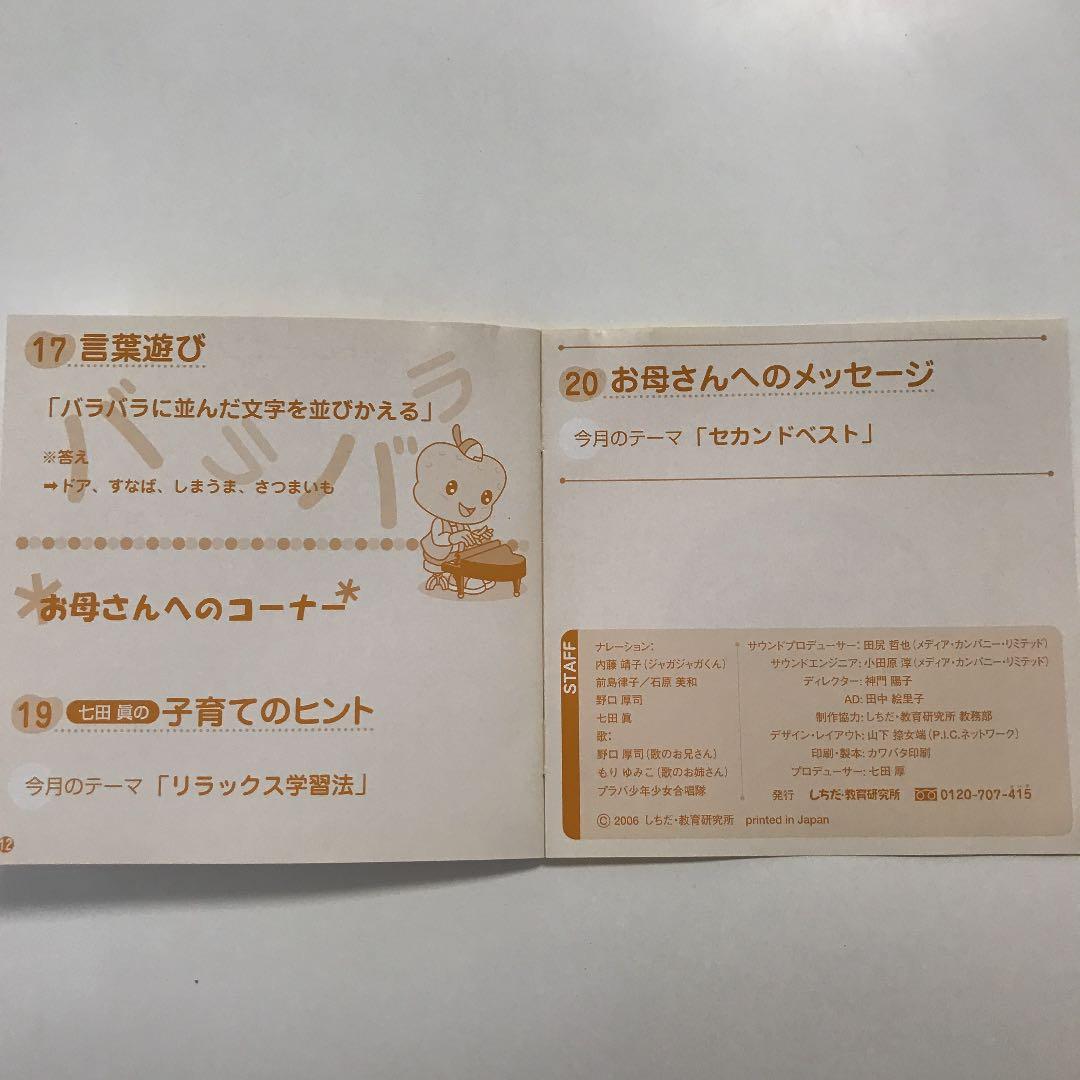 17 言葉遊び
「バラバラに並んだ文字を並びかえる」
バラバラ
※答え
➡ドア、すなば、しまうま、さつまいも
*お母さんへのコーナー*
19 七田 眞の 子育てのヒント
今月のテーマ「リラックス学習法」
12
20 お母さんへのメッセージ
今月のテーマ「セカンドベスト」
STAFF
ナレーション:
内藤 靖子(ジャガジャガくん)
前島律子／石原 美和
野口 厚司
七田 眞
歌:
野口 厚司(歌のお兄さん)
もり ゆみこ(歌のお姉さん)
プラバ少年少女合唱隊
サウンドプロデューサー: 田尻 哲也(メディア・カンパニー・リミテッド)
サウンドエンジニア: 小田原 淳(メディア・カンパニー・リミテッド)
ディレクター: 神門 陽子
AD: 田中 絵里子
制作協力: しちだ・教育研究所 教務部
デザイン・レイアウト: 山下 捺女端(P.I.C.ネットワーク)
印刷・製本: カワバタ印刷
プロデューサー: 七田 厚
発行 しちだ・教育研究所 0120-707-415
© 2006 しちだ・教育研究所 printed in Japan